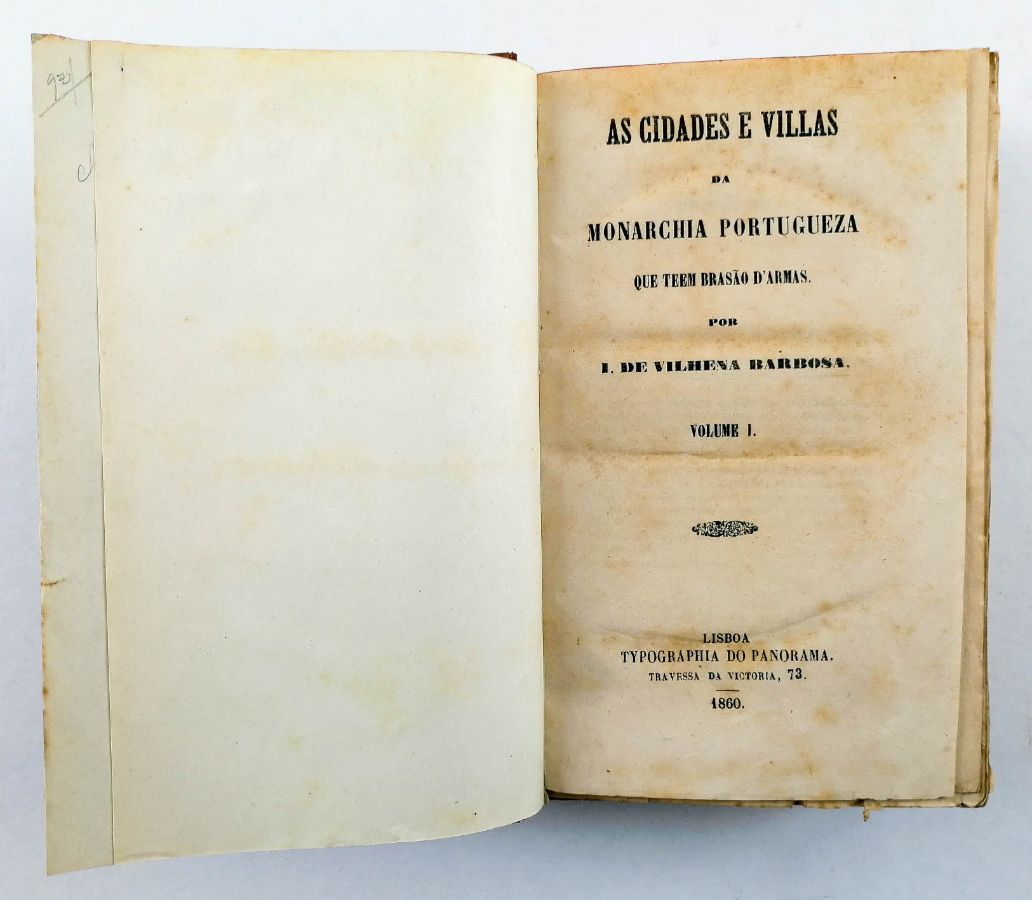 AS CIDADES E VILLAS
DA
MONARCHIA PORTUGUEZA
QUE TEEM BRASÃO D'ARMAS.
POR
I. DE VILHENA BARBOSA.
VOLUME I.
LISBOA
TYPOGRAPHIA DO PANORAMA.
TRAVESSA DA VICTORIA, 73.
1860.